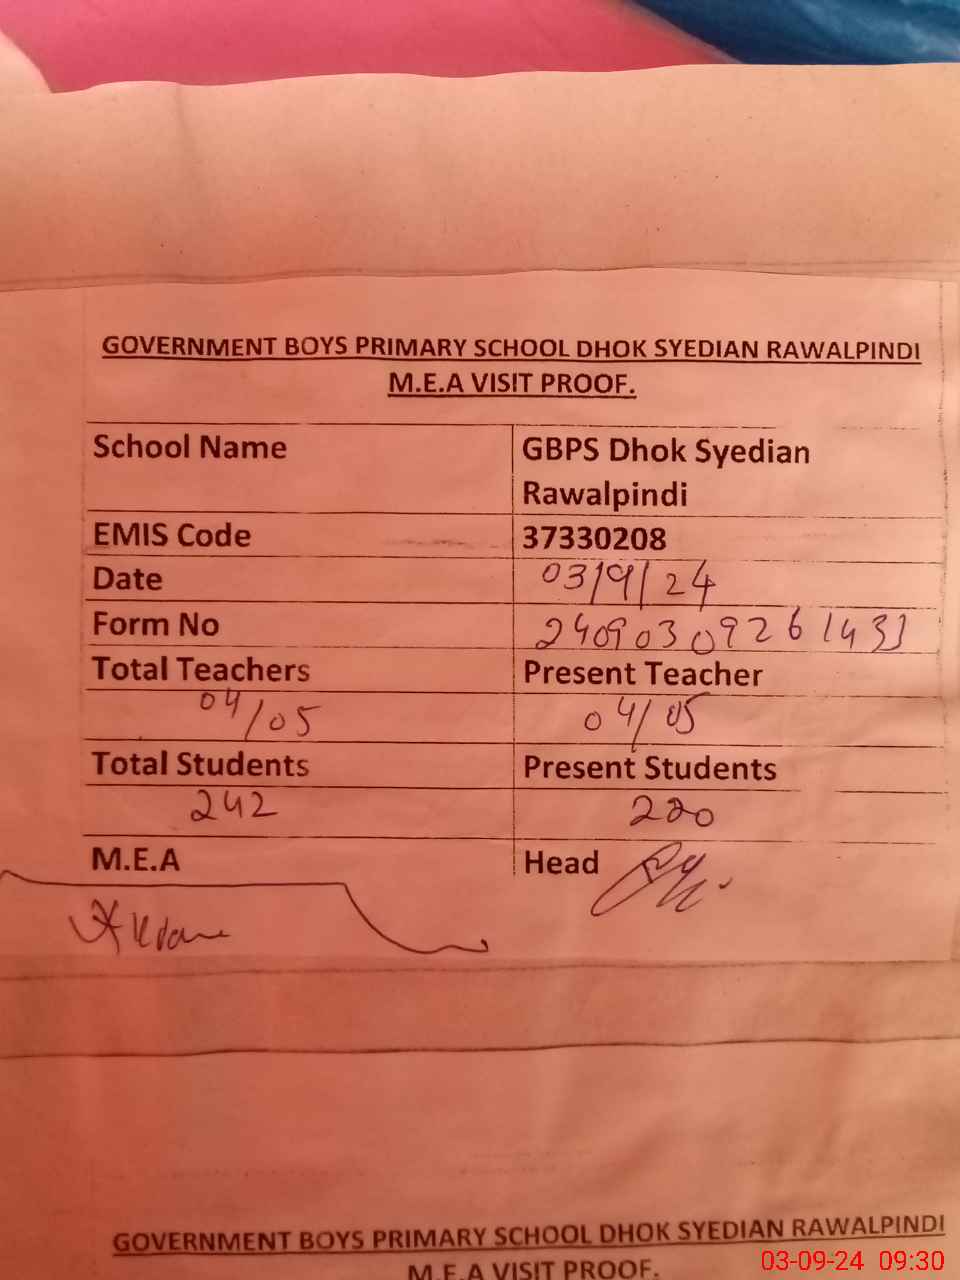 GOVERNMENT BOYS PRIMARY SCHOOL DHOK SYEDIAN RAWALPINDI
M.E.A VISIT PROOF.
School Name
GBPS Dhok Syedian
Rawalpindi
EMIS Code 37330208
Date 03/9/24
Form No
Total Teachers Present Teacher
04/05 04/05
Total Students Present Students
242 220
M.E.A Head
GOVERNMENT BOYS PRIMARY SCHOOL DHOK SYEDIAN RAWALPINDI
M.E.A VISIT PROOF.
03-09-24 09:30